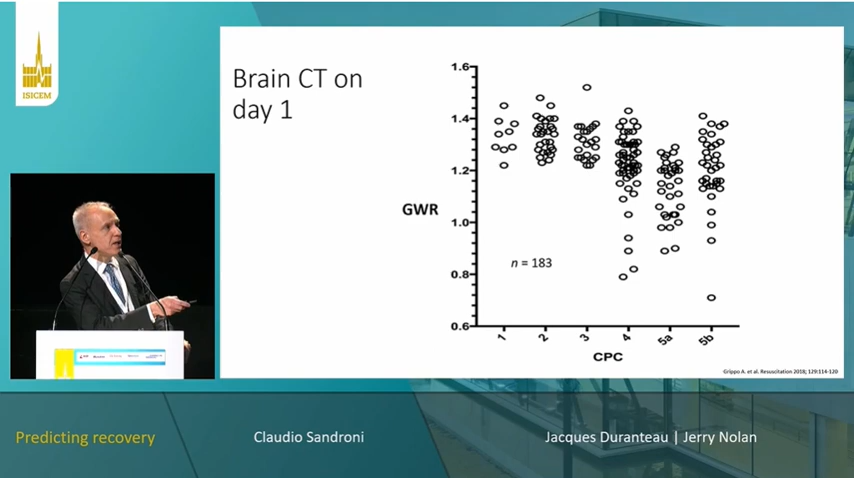 ISICEM
Brain CT on
day 1
GWR
1.6
1.4
1.2
1.0
0.8
0.6
n = 183
1
2
3
4
5a
5b
CPC
Grippo A. et al. Resuscitation 2018; 129:114-120
Predicting recovery
Claudio Sandroni
Jacques Duranteau | Jerry Nolan